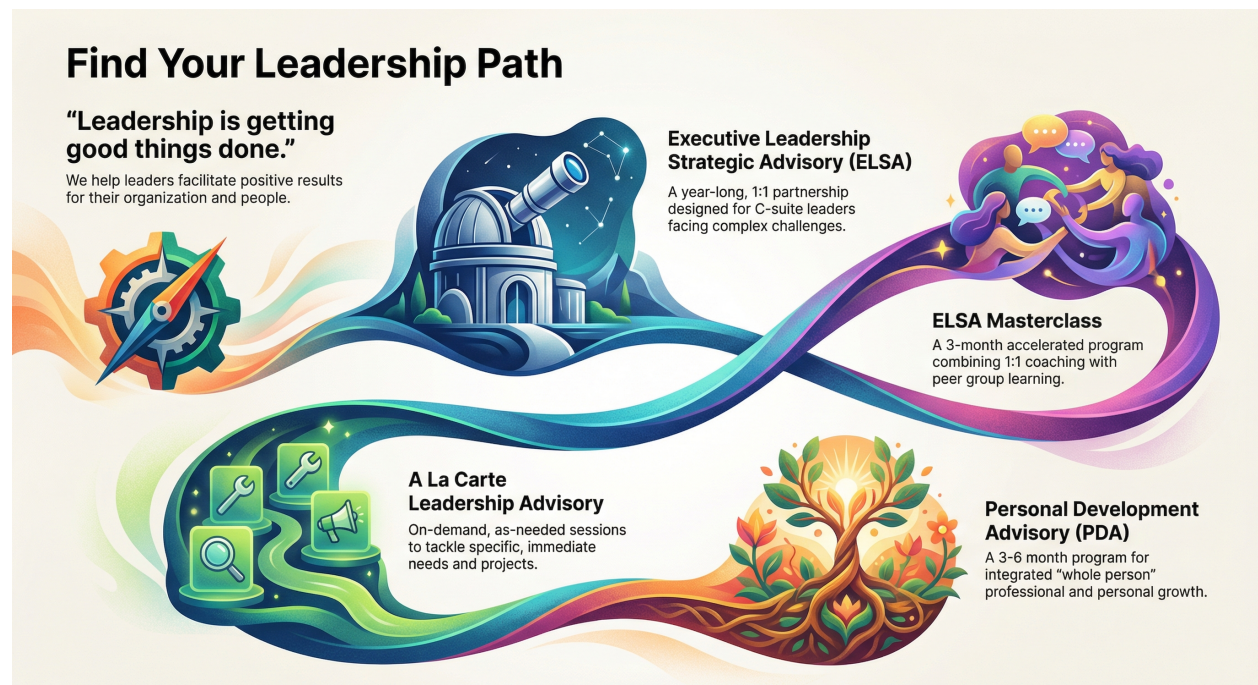 Find Your Leadership Path
“Leadership is getting
good things done.”
We help leaders facilitate positive results
for their organization and people.
Executive Leadership
Strategic Advisory (ELSA)
A year-long, 1:1 partnership
designed for C-suite leaders
facing complex challenges.
ELSA Masterclass
A 3-month accelerated program
combining 1:1 coaching with
peer group learning.
A La Carte
Leadership Advisory
On-demand, as-needed sessions
to tackle specific, immediate
needs and projects.
Personal Development
Advisory (PDA)
A 3-6 month program for
integrated “whole person”
professional and personal growth.